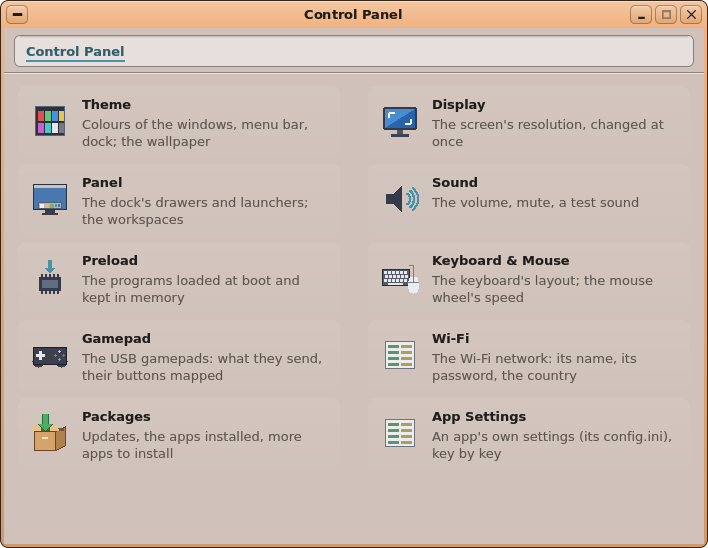 Control Panel
Control Panel
Theme
Colours of the windows, menu bar,
dock; the wallpaper
Display
The screen's resolution, changed at
once
Panel
The dock's drawers and launchers;
the workspaces
Sound
The volume, mute, a test sound
Preload
The programs loaded at boot and
kept in memory
Keyboard & Mouse
The keyboard's layout; the mouse
wheel's speed
Gamepad
The USB gamepads: what they send,
their buttons mapped
Wi-Fi
The Wi-Fi network: its name, its
password, the country
Packages
Updates, the apps installed, more
apps to install
App Settings
An app's own settings (its config.ini),
key by key